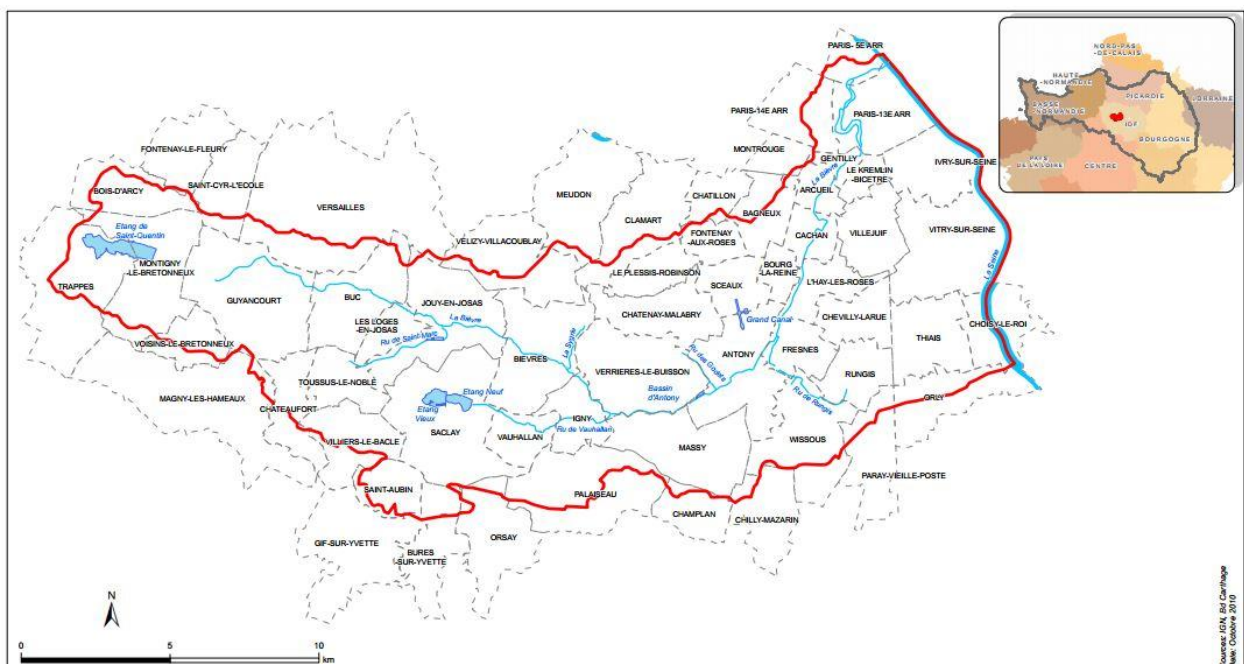 PARIS- 5E ARR
NORD-PAS
-DE-CALAIS
HAUTE
-NORMANDIE
PICARDIE
LORRAINE
BASSE
-NORMANDIE
IDF
BOURGOGNE
PAYS
DE LA LOIRE
CENTRE
PARIS-14E ARR
PARIS-13E ARR
MONTROUGE
FONTENAY-LE-FLEURY
GENTILLY
IVRY-SUR-SEINE
La Bièvre
LE KREMLIN
-BICETRE
BOIS-D'ARCY
SAINT-CYR-L'ECOLE
ARCUEIL
MEUDON
CHATILLON
VERSAILLES
CLAMART
BAGNEUX
Etang de
Saint-Quentin
FONTENAY
-AUX-ROSES
CACHAN
VILLEJUIF
VITRY-SUR-SEINE
VELIZY-VILLACOUBLAY
MONTIGNY
-LE-BRETONNEUX
LE PLESSIS-ROBINSON
BOURG
-LA-REINE
La Seine
TRAPPES
SCEAUX
L'HAY-LES-ROSES
GUYANCOURT
BUC
JOUY-EN-JOSAS
CHATENAY-MALABRY
Grand Canal
CHEVILLY-LARUE
CHOISY-LE-ROI
LES LOGES
-EN-JOSAS
La Bièvre
Ru de Saint-Marc
THIAIS
VOISINS-LE-BRETONNEUX
BIEVRES
La Sygrie
ANTONY
FRESNES
VERRIERES-LE-BUISSON
Ru des Godets
RUNGIS
TOUSSUS-LE-NOBLE
Bassin
d'Antony
Ru de Rungis
MAGNY-LES-HAMEAUX
Etang Neuf
ORLY
CHATEAUFORT
Etang
Vieux
IGNY
SACLAY
VAUHALLAN
Ru de Vauhallan
VILLIERS-LE-BACLE
MASSY
WISSOUS
PARAY-VIEILLE-POSTE
SAINT-AUBIN
PALAISEAU
CHAMPLAN
CHILLY-MAZARIN
GIF-SUR-YVETTE
ORSAY
BURES
-SUR-YVETTE
N
0 5 10
km
Sources: IGN, Bd Carthage
Date: Octobre 2010